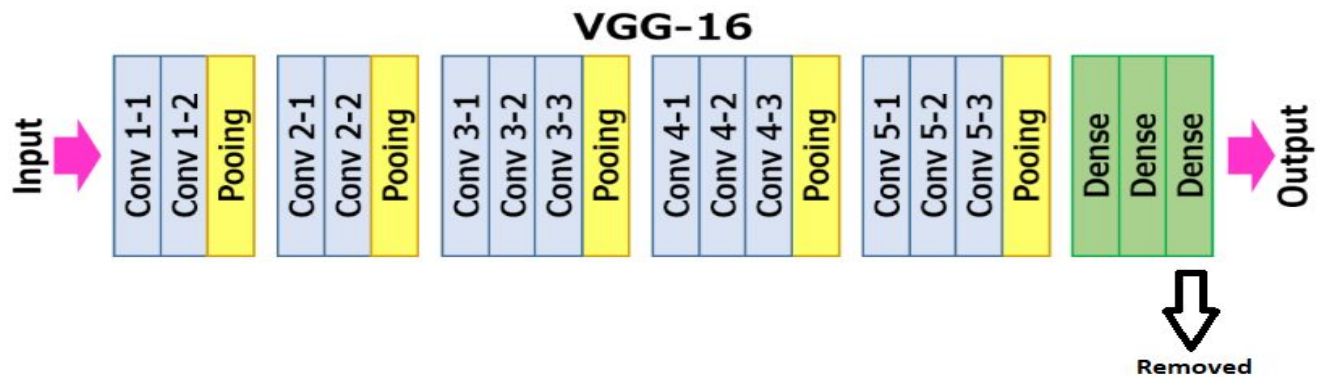 VGG-16
Input
Conv 1-1
Conv 1-2
Pooing
Conv 2-1
Conv 2-2
Pooing
Conv 3-1
Conv 3-2
Conv 3-3
Pooing
Conv 4-1
Conv 4-2
Conv 4-3
Pooing
Conv 5-1
Conv 5-2
Conv 5-3
Pooing
Dense
Dense
Dense
Output
Removed